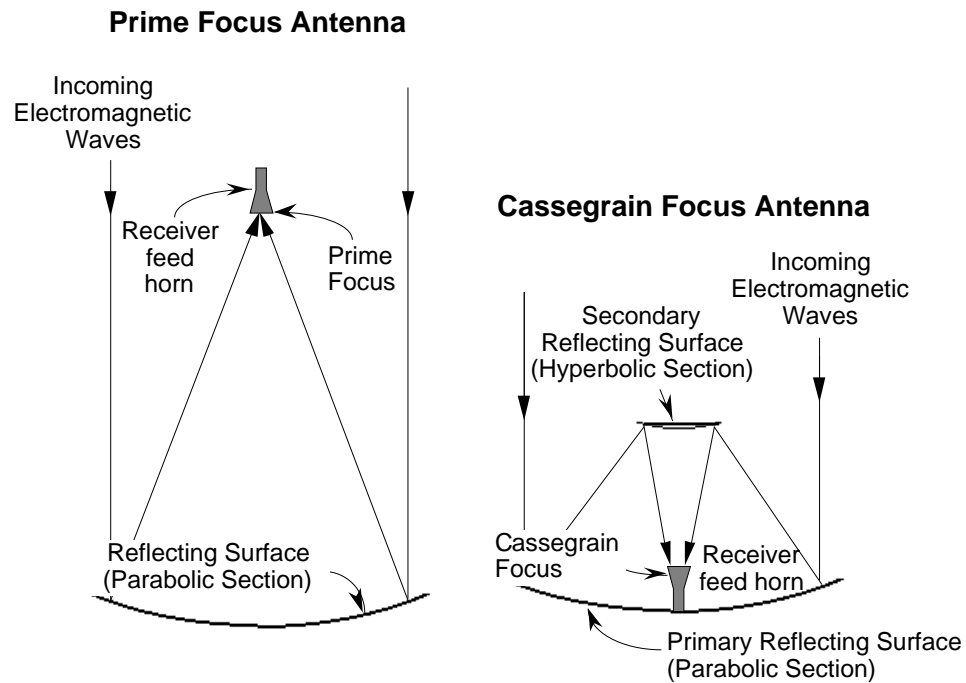 Prime Focus Antenna
Incoming
Electromagnetic
Waves
Receiver
feed
horn
Prime
Focus
Reflecting Surface
(Parabolic Section)
Cassegrain Focus Antenna
Incoming
Electromagnetic
Waves
Secondary
Reflecting Surface
(Hyperbolic Section)
Cassegrain
Focus
Receiver
feed horn
Primary Reflecting Surface
(Parabolic Section)